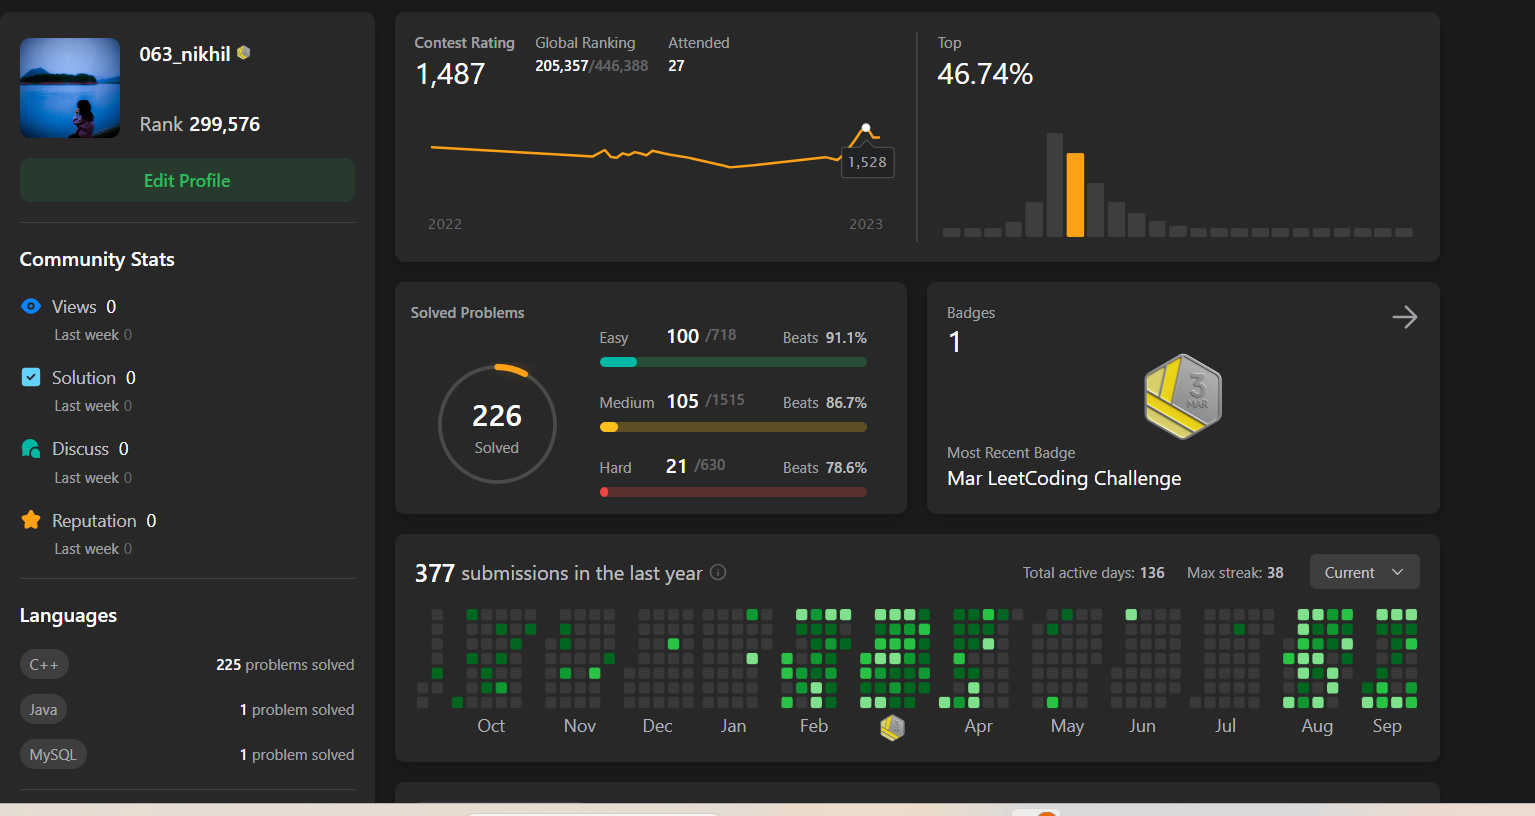 063_nikhil
Rank 299,576
Edit Profile
Community Stats
Views 0
Last week 0
Solution 0
Last week 0
Discuss 0
Last week 0
Reputation 0
Last week 0
Languages
C++ 225 problems solved
Java 1 problem solved
MySQL 1 problem solved
Contest Rating Global Ranking Attended
1,487 205,357/446,388 27
1,528
2022 2023
Top
46.74%
Solved Problems
226
Solved
Easy 100 /718 Beats 91.1%
Medium 105 /1515 Beats 86.7%
Hard 21 /630 Beats 78.6%
Badges
1
3
MAR
Most Recent Badge
Mar LeetCoding Challenge
377 submissions in the last year Total active days: 136 Max streak: 38 Current
Oct Nov Dec Jan Feb Apr May Jun Jul Aug Sep